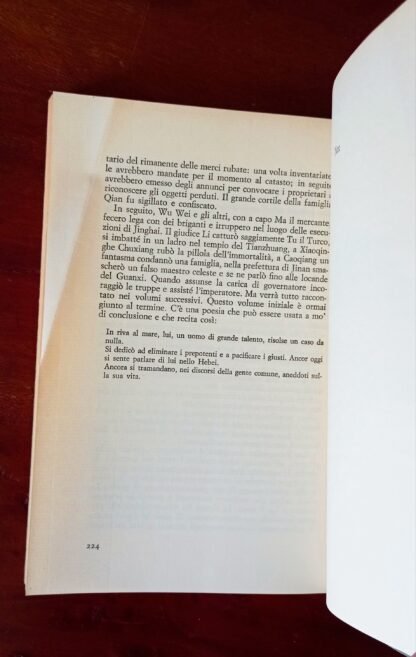 tario del rimanente delle merci rubate: una volta inventariate
le avrebbero mandate per il momento al catasto; in seguito
avrebbero emesso degli annunci per convocare i proprietari a
riconoscere gli oggetti perduti. Il grande cortile della famiglia
Qian fu sigillato e confiscato.
In seguito, Wu Wei e gli altri, con a capo Ma il mercante,
fecero lega con dei briganti e irruppero nel luogo delle esecu-
zioni di Jinghai. Il giudice Li catturò saggiamente Tu il Turco,
si imbatté in un ladro nel tempio del Tianzhuang, a Xiaoqin-
ghe Chuxiang rubò la pillola dell'immortalità, a Caoqiang un
fantasma condannò una famiglia, nella prefettura di Jinan sma-
scherò un falso maestro celeste e se ne parlò fino alle locande
del Guanxi. Quando assunse la carica di governatore inco-
raggiò le truppe e assisté l'imperatore. Ma verrà tutto raccon-
tato nei volumi successivi. Questo volume iniziale è ormai
giunto al termine. C'è una poesia che può essere usata a mo'
di conclusione e che recita così:
In riva al mare, lui, un uomo di grande talento, risolse un caso da
nulla.
Si dedicò ad eliminare i prepotenti e a pacificare i giusti. Ancor oggi
si sente parlare di lui nello Hebei.
Ancora si tramandano, nei discorsi della gente comune, aneddoti sul-
la sua vita.
224